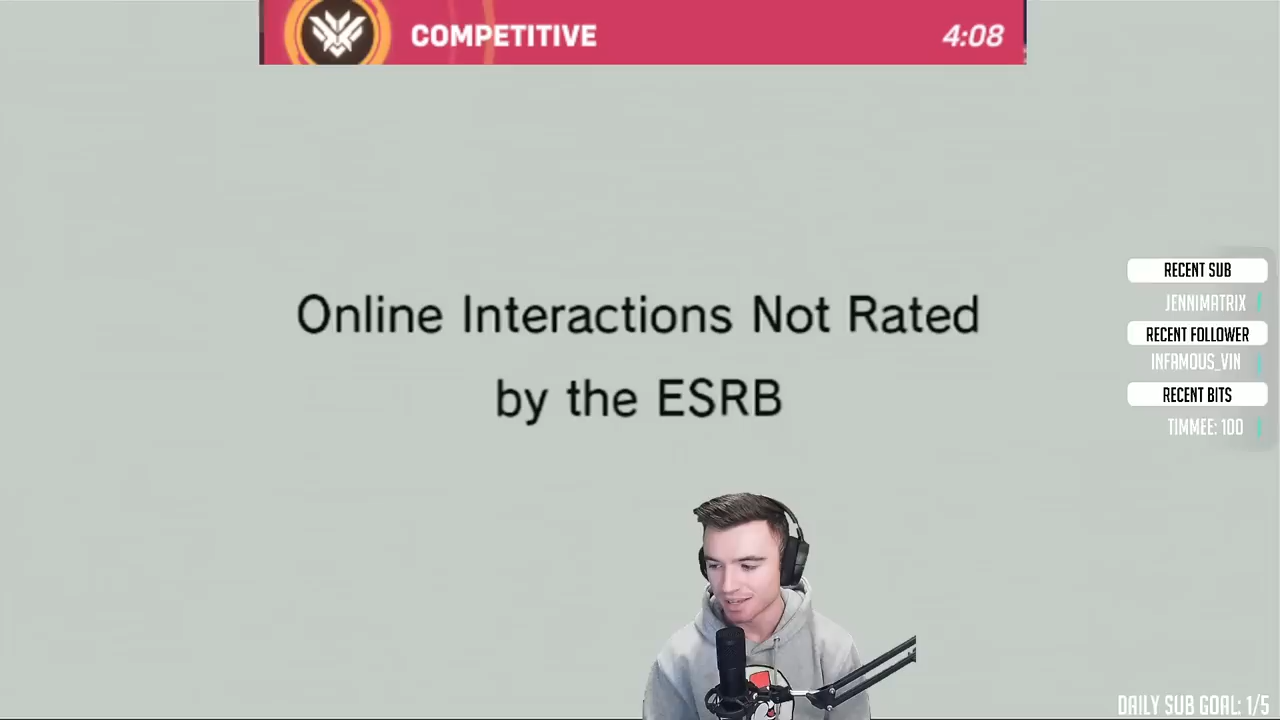 COMPETITIVE 4:08
Online Interactions Not Rated
by the ESRB
RECENT SUB
JENNIMATRIX
RECENT FOLLOWER
INFAMOUS_VIN
RECENT BITS
TIMMEE: 100
DAILY SUB GOAL: 1/5